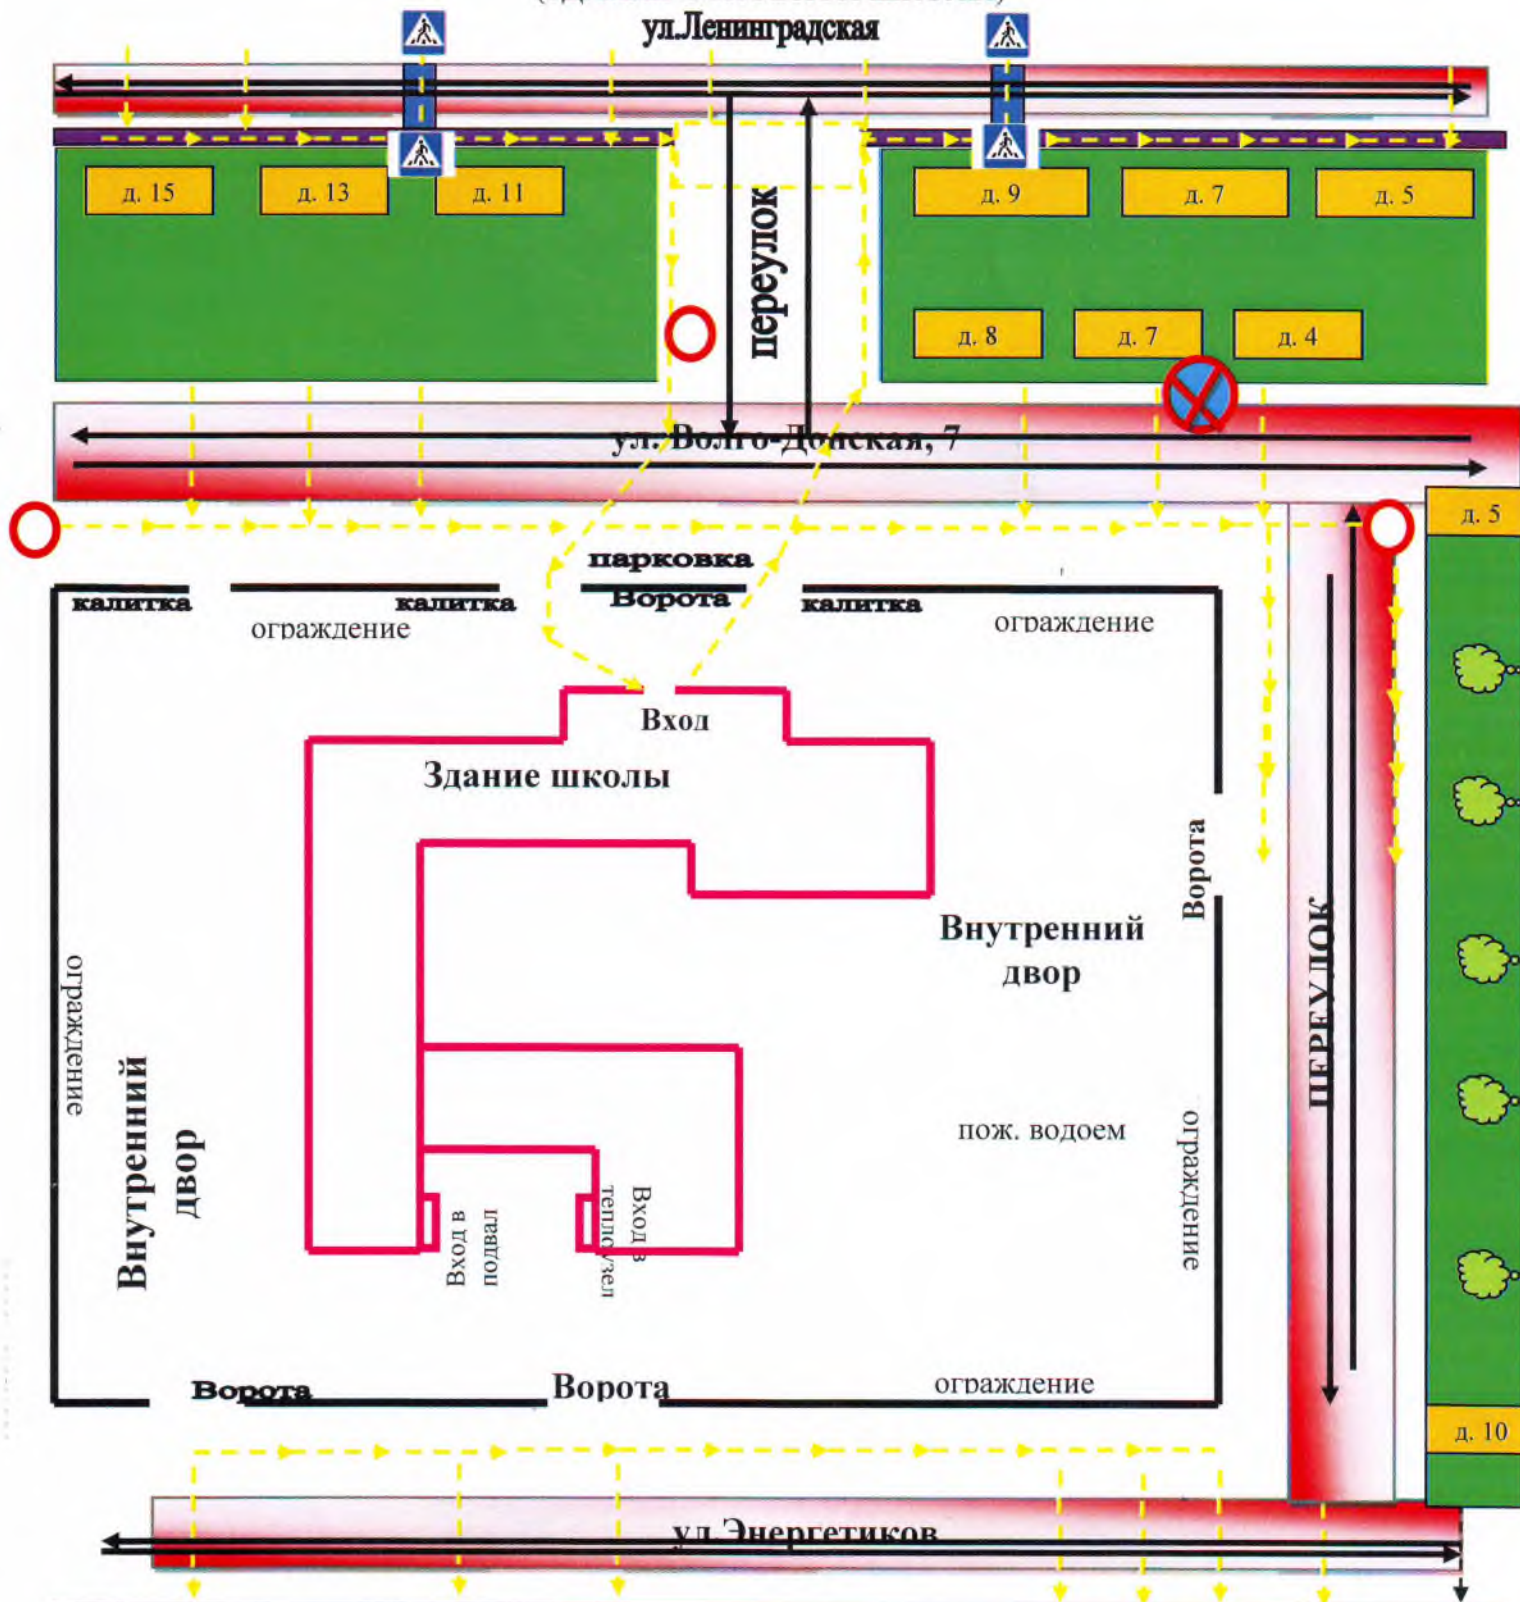 ул.Ленинградская
д. 15
д. 13
д. 11
переулок
д. 9
д. 7
д. 5
д. 8
д. 7
д. 4
ул. Волго-Донская, 7
д. 5
парковка
калитка
калитка
Ворота
калитка
ограждение
ограждение
Вход
Здание школы
Ворота
Внутренний
двор
ПЕРЕУЛОК
ограждение
Внутренний
двор
пож. водоем
ограждение
Вход в
подвал
Вход в
теплоузел
Ворота
Ворота
ограждение
д. 10
ул.Энергетиков